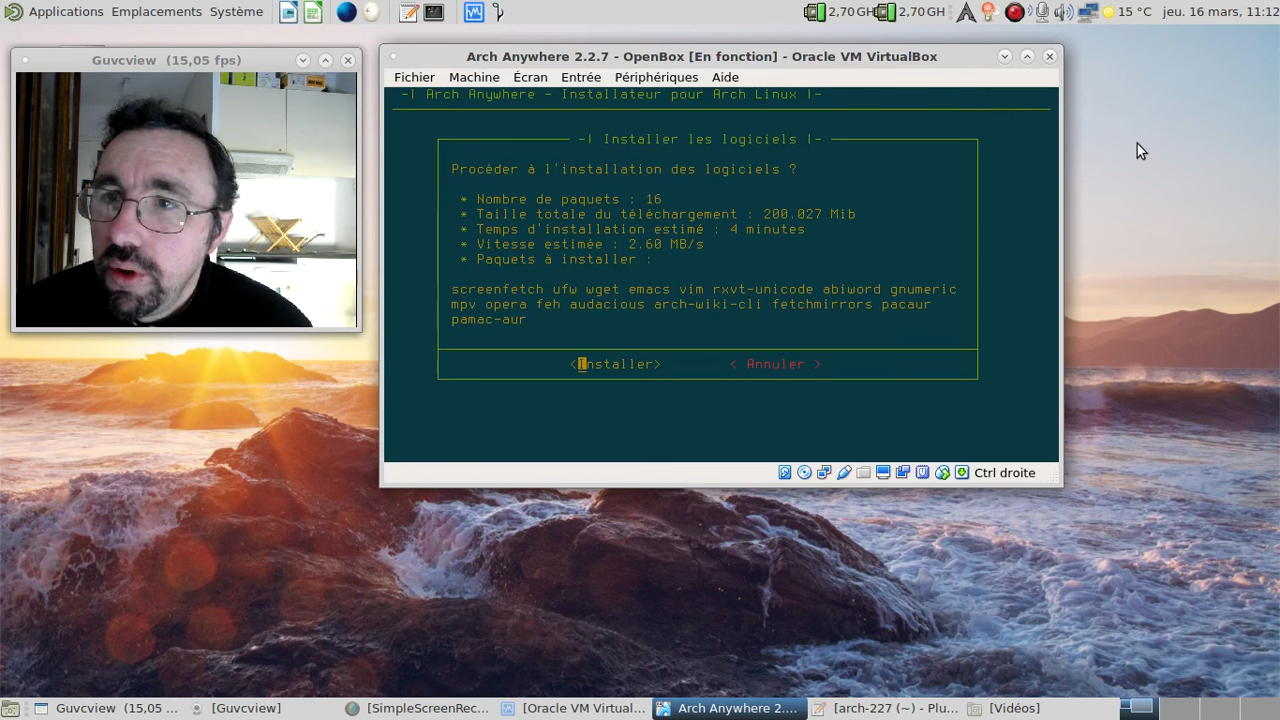 Applications Emplacements Système
2,70 GH 2,70 GH
15 °C jeu. 16 mars, 11:12
Guvcview (15,05 fps)
Arch Anywhere 2.2.7 - OpenBox [En fonction] - Oracle VM VirtualBox
Fichier Machine Écran Entrée Périphériques Aide
-| Arch Anywhere - Installateur pour Arch Linux |-
-| Installer les logiciels |-
Procéder à l'installation des logiciels ?
* Nombre de paquets : 16
* Taille totale du téléchargement : 200.027 Mib
* Temps d'installation estimé : 4 minutes
* Vitesse estimée : 2.60 MB/s
* Paquets à installer :
screenfetch ufw wget emacs vim rxvt-unicode abiword gnumeric
mpv opera feh audacious arch-wiki-cli fetchmirrors pacaur
pamac-aur
<Installer> < Annuler >
Ctrl droite
Guvcview (15,05 ... [Guvcview] [SimpleScreenRec... [Oracle VM VirtualB... Arch Anywhere 2.... [arch-227 (~) - Plu... [Vidéos]